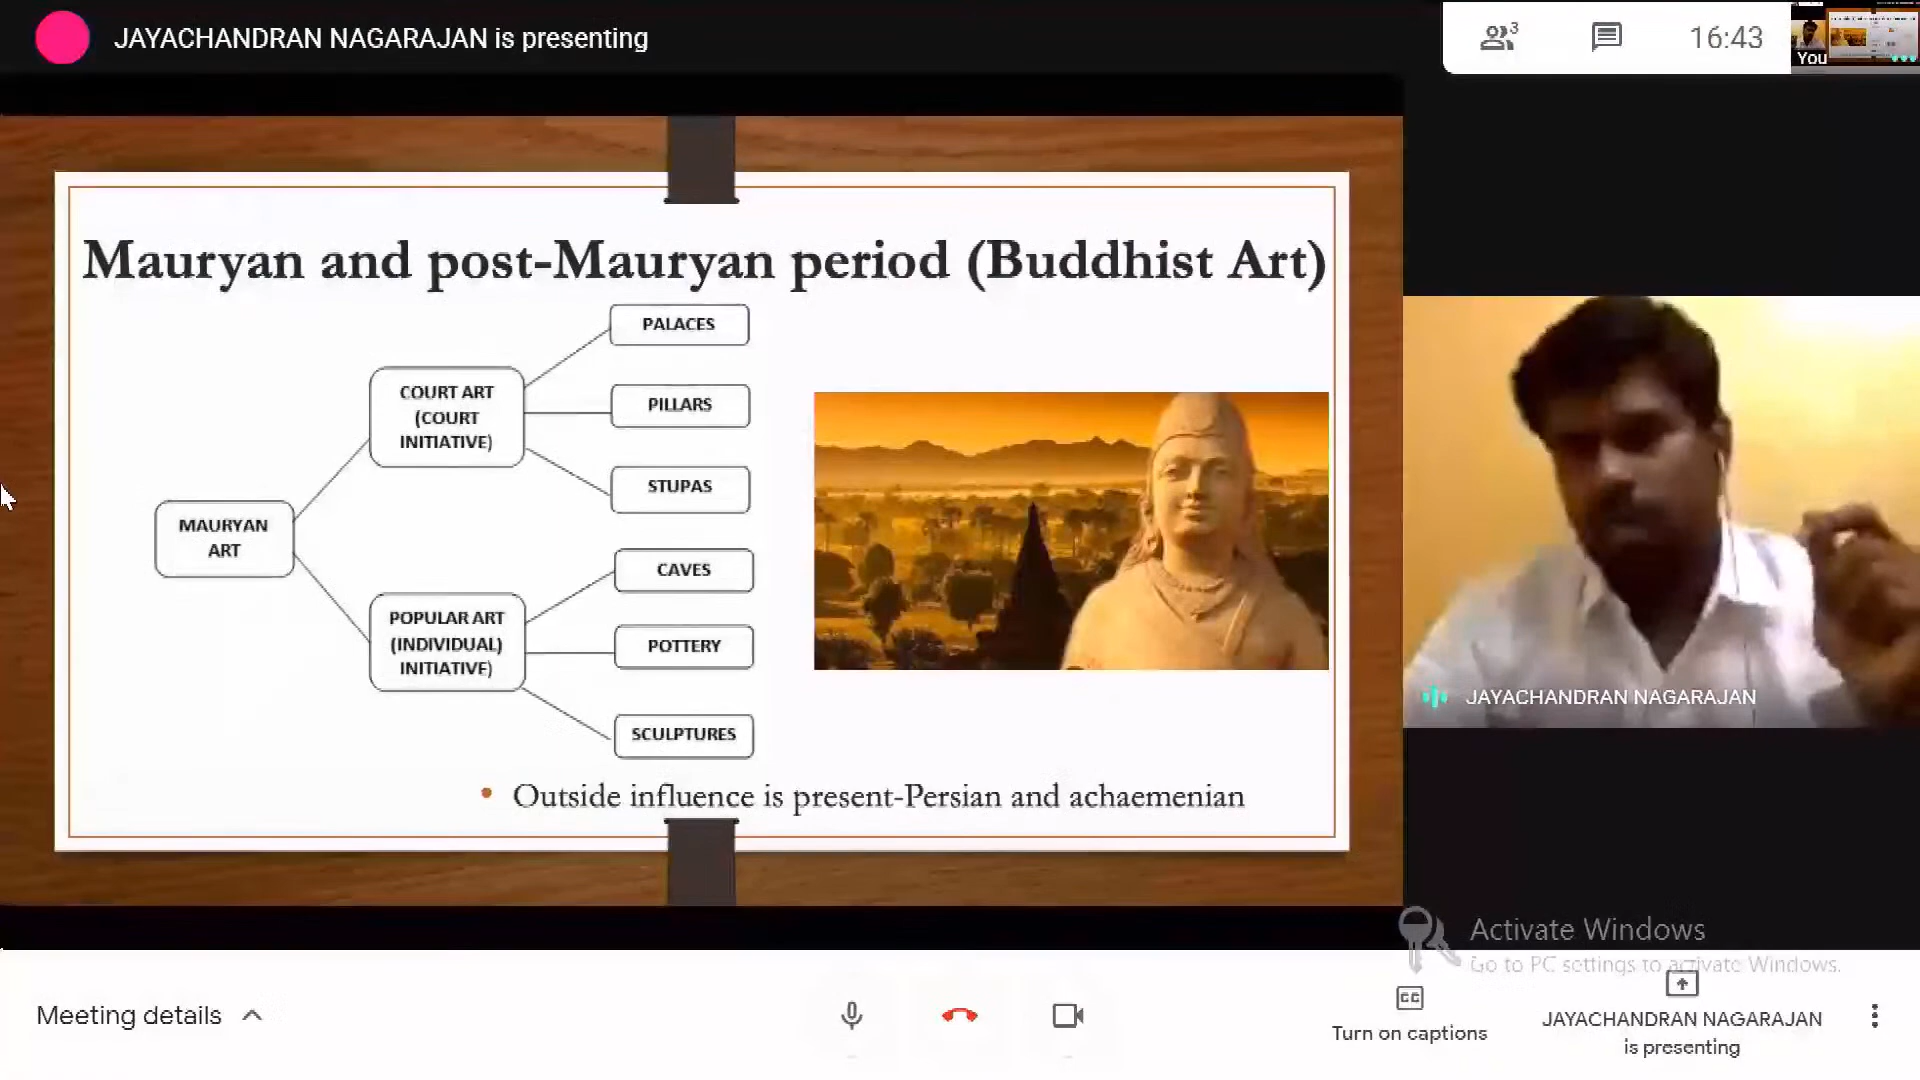 JAYACHANDRAN NAGARAJAN is presenting
3
16:43
You
Mauryan and post-Mauryan period (Buddhist Art)
MAURYAN
ART
COURT ART
(COURT
INITIATIVE)
PALACES
PILLARS
STUPAS
POPULAR ART
(INDIVIDUAL)
INITIATIVE)
CAVES
POTTERY
SCULPTURES
• Outside influence is present-Persian and achaemenian
JAYACHANDRAN NAGARAJAN
Activate Windows
Go to PC settings to activate Windows.
Meeting details
CC
Turn on captions
JAYACHANDRAN NAGARAJAN
is presenting